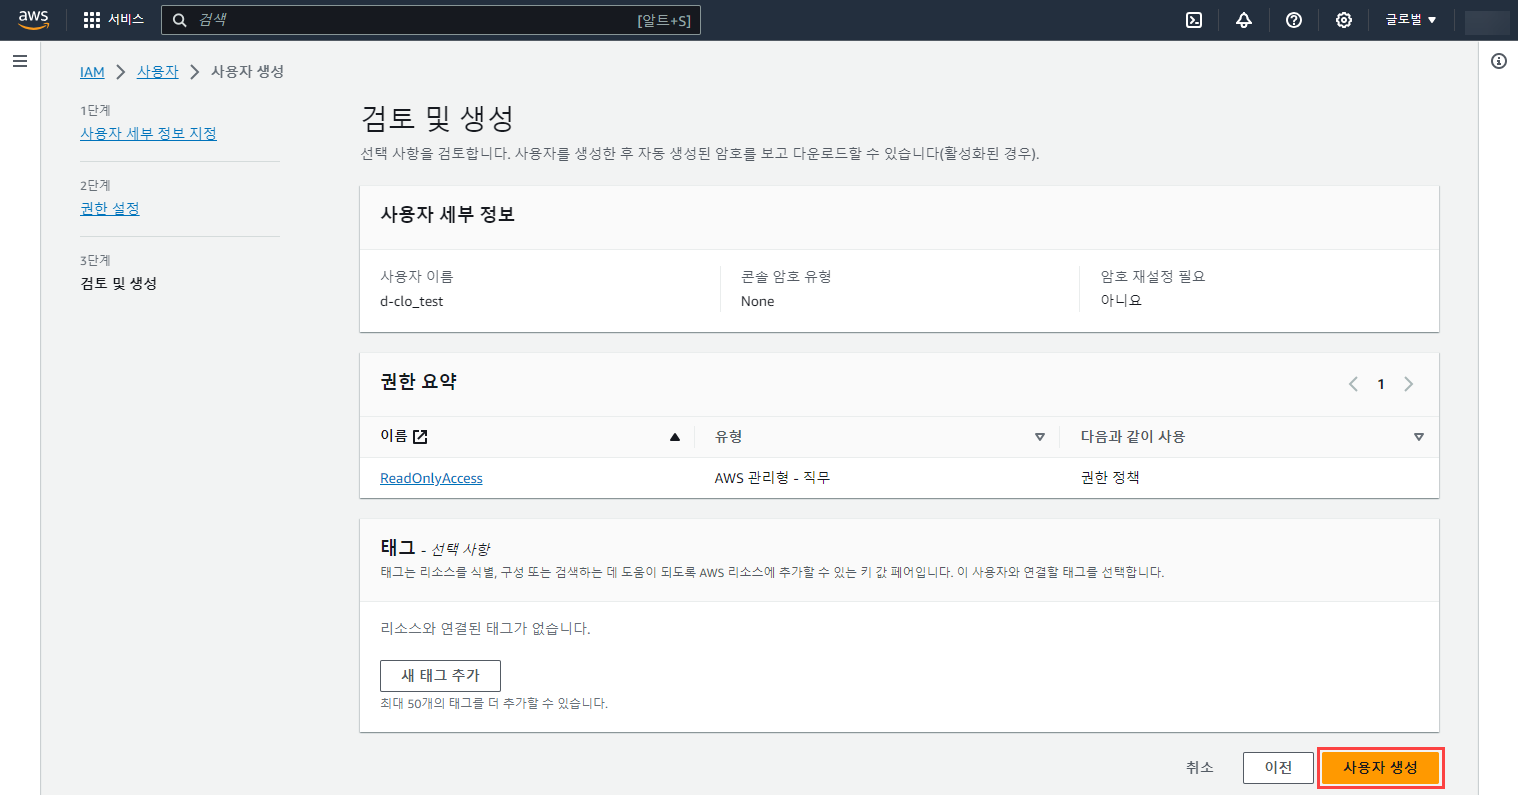 aws 서비스 검색 [알트+S] 글로벌
IAM 사용자 사용자 생성
1단계
사용자 세부 정보 지정
2단계
권한 설정
3단계
검토 및 생성
검토 및 생성
선택 사항을 검토합니다. 사용자를 생성한 후 자동 생성된 암호를 보고 다운로드할 수 있습니다(활성화된 경우).
사용자 세부 정보
사용자 이름 콘솔 암호 유형 암호 재설정 필요
d-clo_test None 아니요
권한 요약 1
이름 유형 다음과 같이 사용
ReadOnlyAccess AWS 관리형 - 직무 권한 정책
태그 - 선택 사항
태그는 리소스를 식별, 구성 또는 검색하는 데 도움이 되도록 AWS 리소스에 추가할 수 있는 키 값 페어입니다. 이 사용자와 연결할 태그를 선택합니다.
리소스와 연결된 태그가 없습니다.
새 태그 추가
최대 50개의 태그를 더 추가할 수 있습니다.
취소 이전 사용자 생성